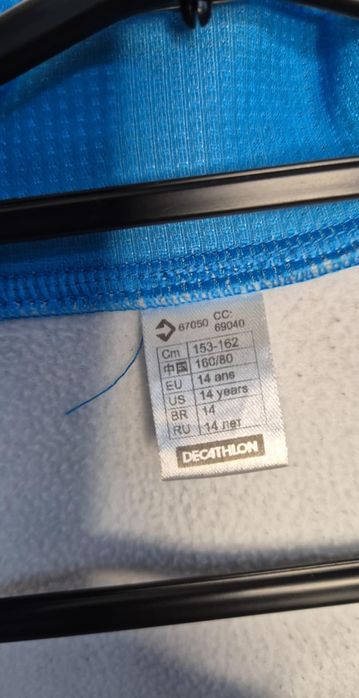 67050 CC: 69040
Cm 153-162
中国 160/80
EU 14 ans
US 14 years
BR 14
RU 14 лет
DECATHLON